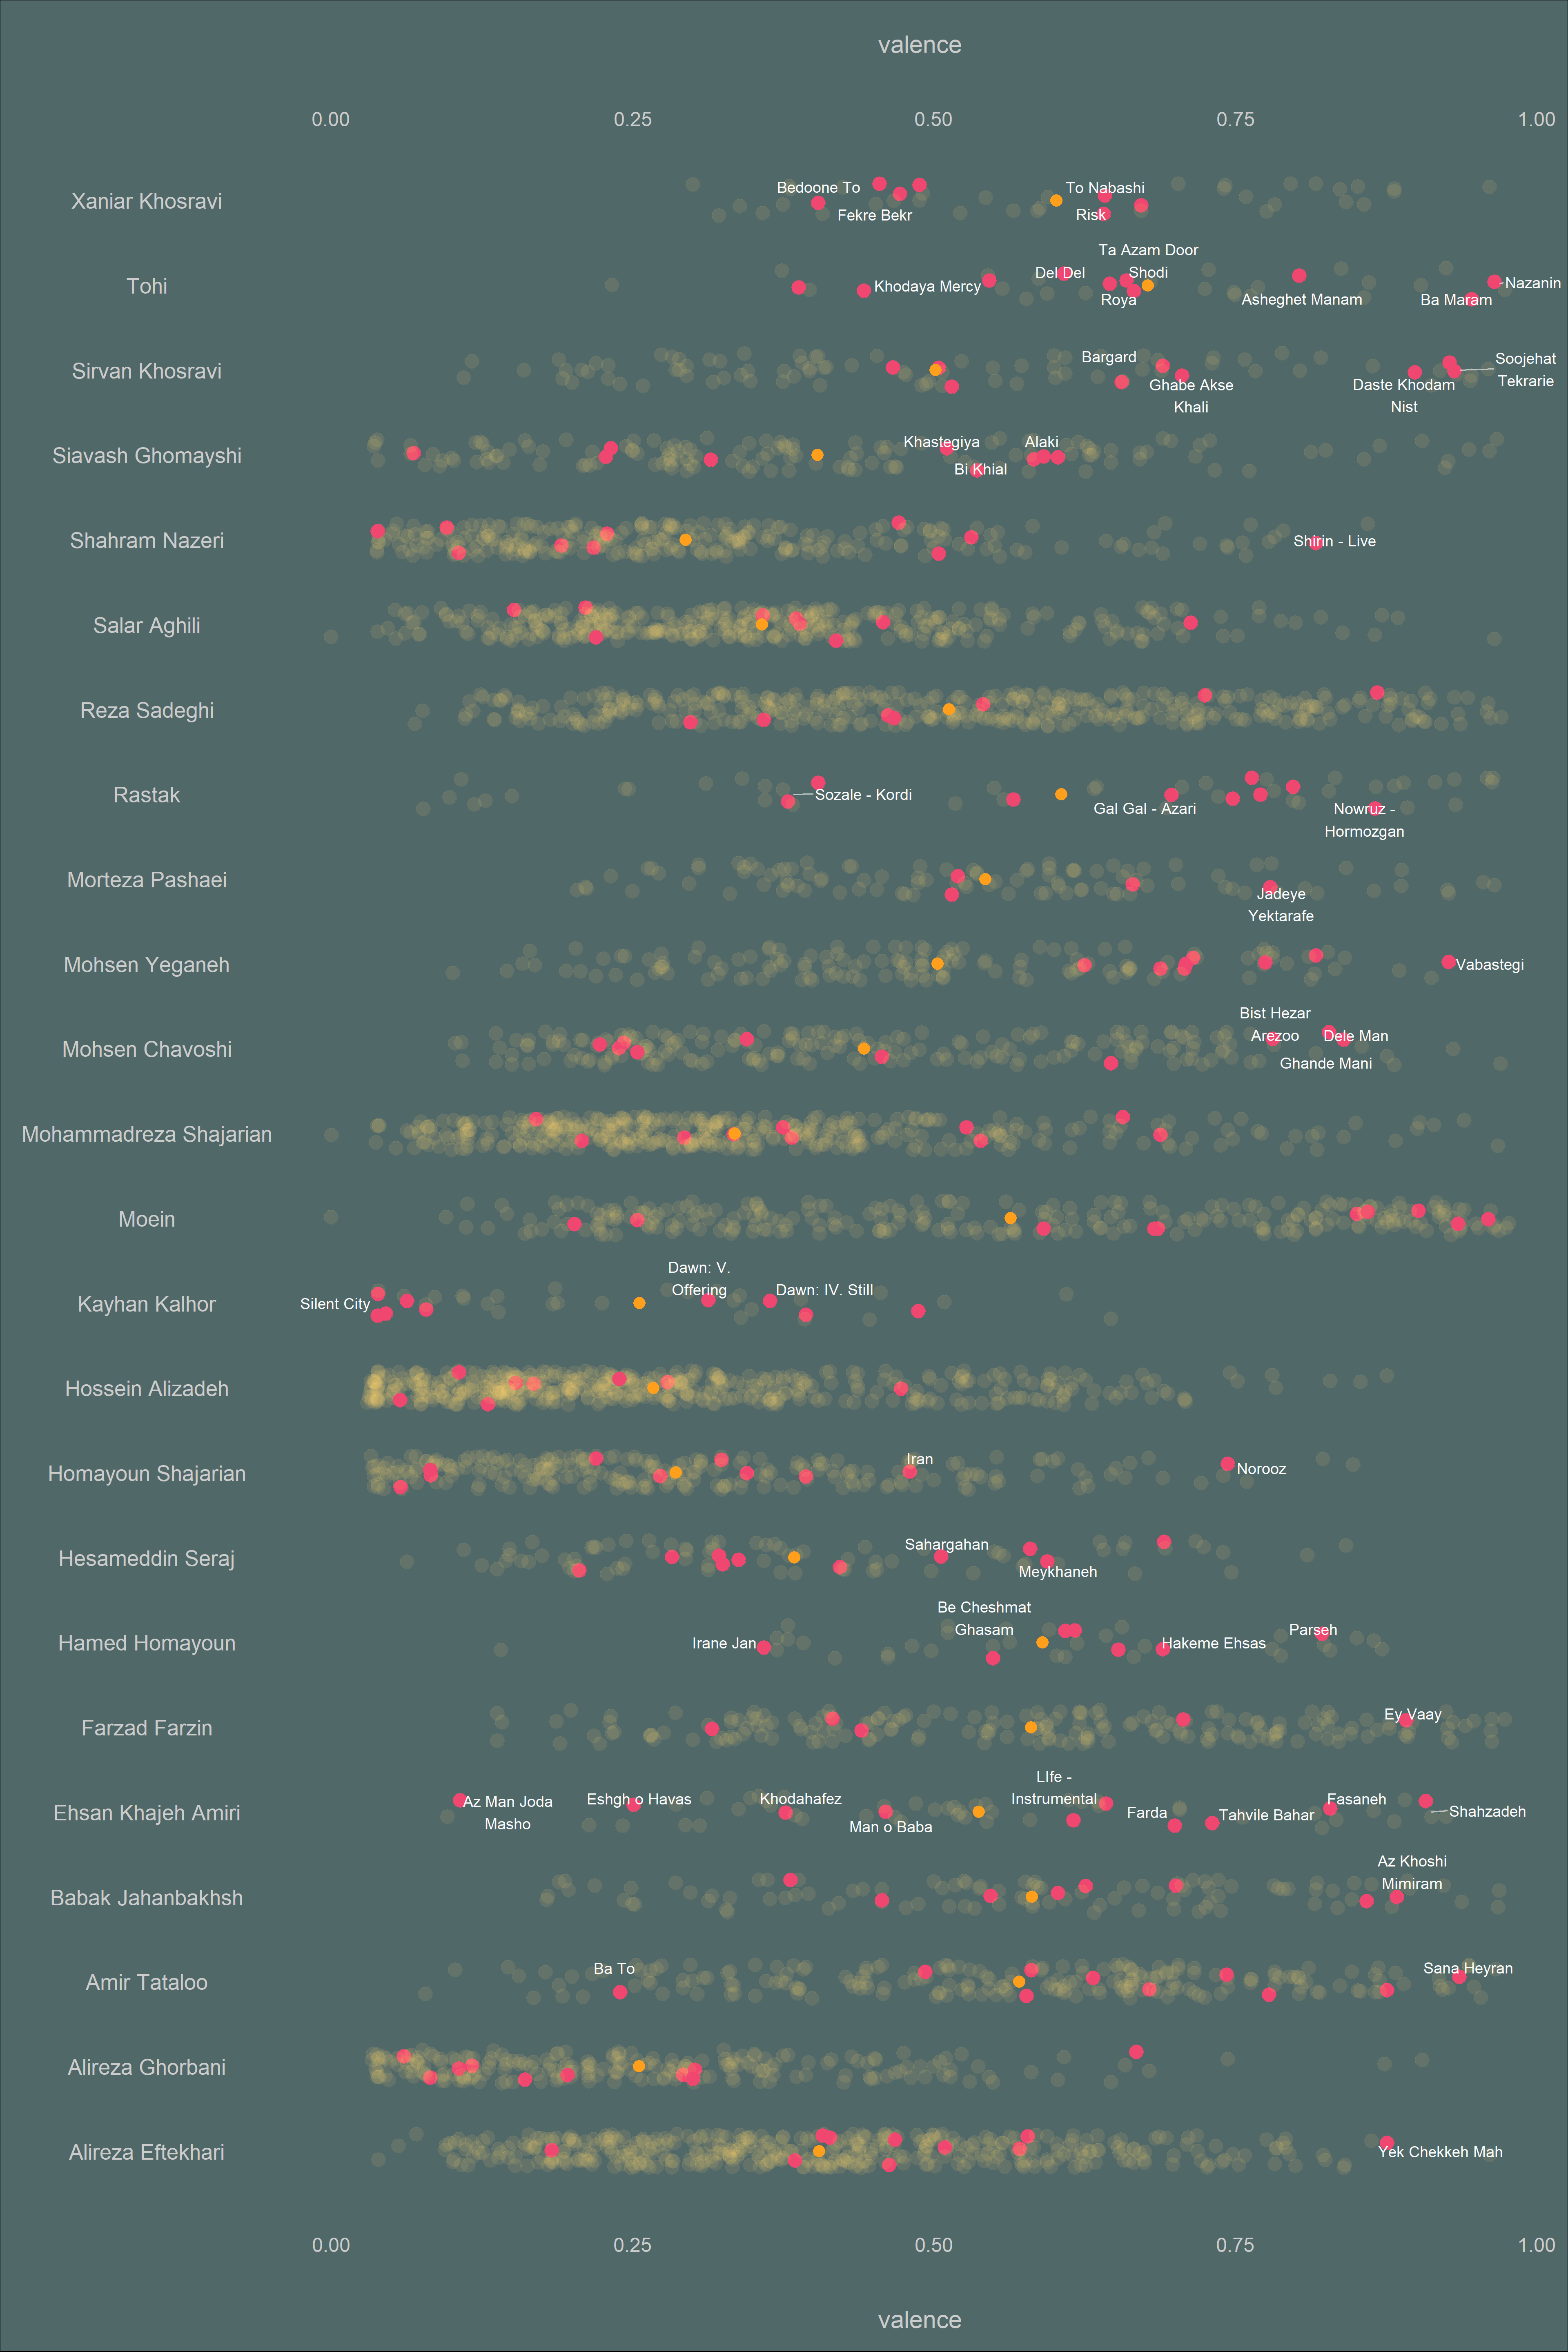 valence
0.00 0.25 0.50 0.75 1.00
Xaniar Khosravi
Bedoone To
To Nabashi
Fekre Bekr
Risk
Tohi
Ta Azam Door
Shodi
Del Del
Khodaya Mercy
Nazanin
Roya
Asheghet Manam
Ba Maram
Sirvan Khosravi
Bargard
Soojehat
Tekrarie
Ghabe Akse
Khali
Daste Khodam
Nist
Siavash Ghomayshi
Khastegiya
Alaki
Bi Khial
Shahram Nazeri
Shirin - Live
Salar Aghili
Reza Sadeghi
Rastak
Sozale - Kordi
Gal Gal - Azari
Nowruz -
Hormozgan
Morteza Pashaei
Jadeye
Yektarafe
Mohsen Yeganeh
Vabastegi
Mohsen Chavoshi
Bist Hezar
Arezoo
Dele Man
Ghande Mani
Mohammadreza Shajarian
Moein
Kayhan Kalhor
Silent City
Dawn: V.
Offering
Dawn: IV. Still
Hossein Alizadeh
Homayoun Shajarian
Iran
Norooz
Hesameddin Seraj
Sahargahan
Meykhaneh
Hamed Homayoun
Irane Jan
Be Cheshmat
Ghasam
Hakeme Ehsas
Parseh
Farzad Farzin
Ey Vaay
Ehsan Khajeh Amiri
Az Man Joda
Masho
Eshgh o Havas
Khodahafez
Man o Baba
LIfe -
Instrumental
Farda
Tahvile Bahar
Fasaneh
Shahzadeh
Babak Jahanbakhsh
Az Khoshi
Mimiram
Amir Tataloo
Ba To
Sana Heyran
Alireza Ghorbani
Alireza Eftekhari
Yek Chekkeh Mah
0.00 0.25 0.50 0.75 1.00
valence